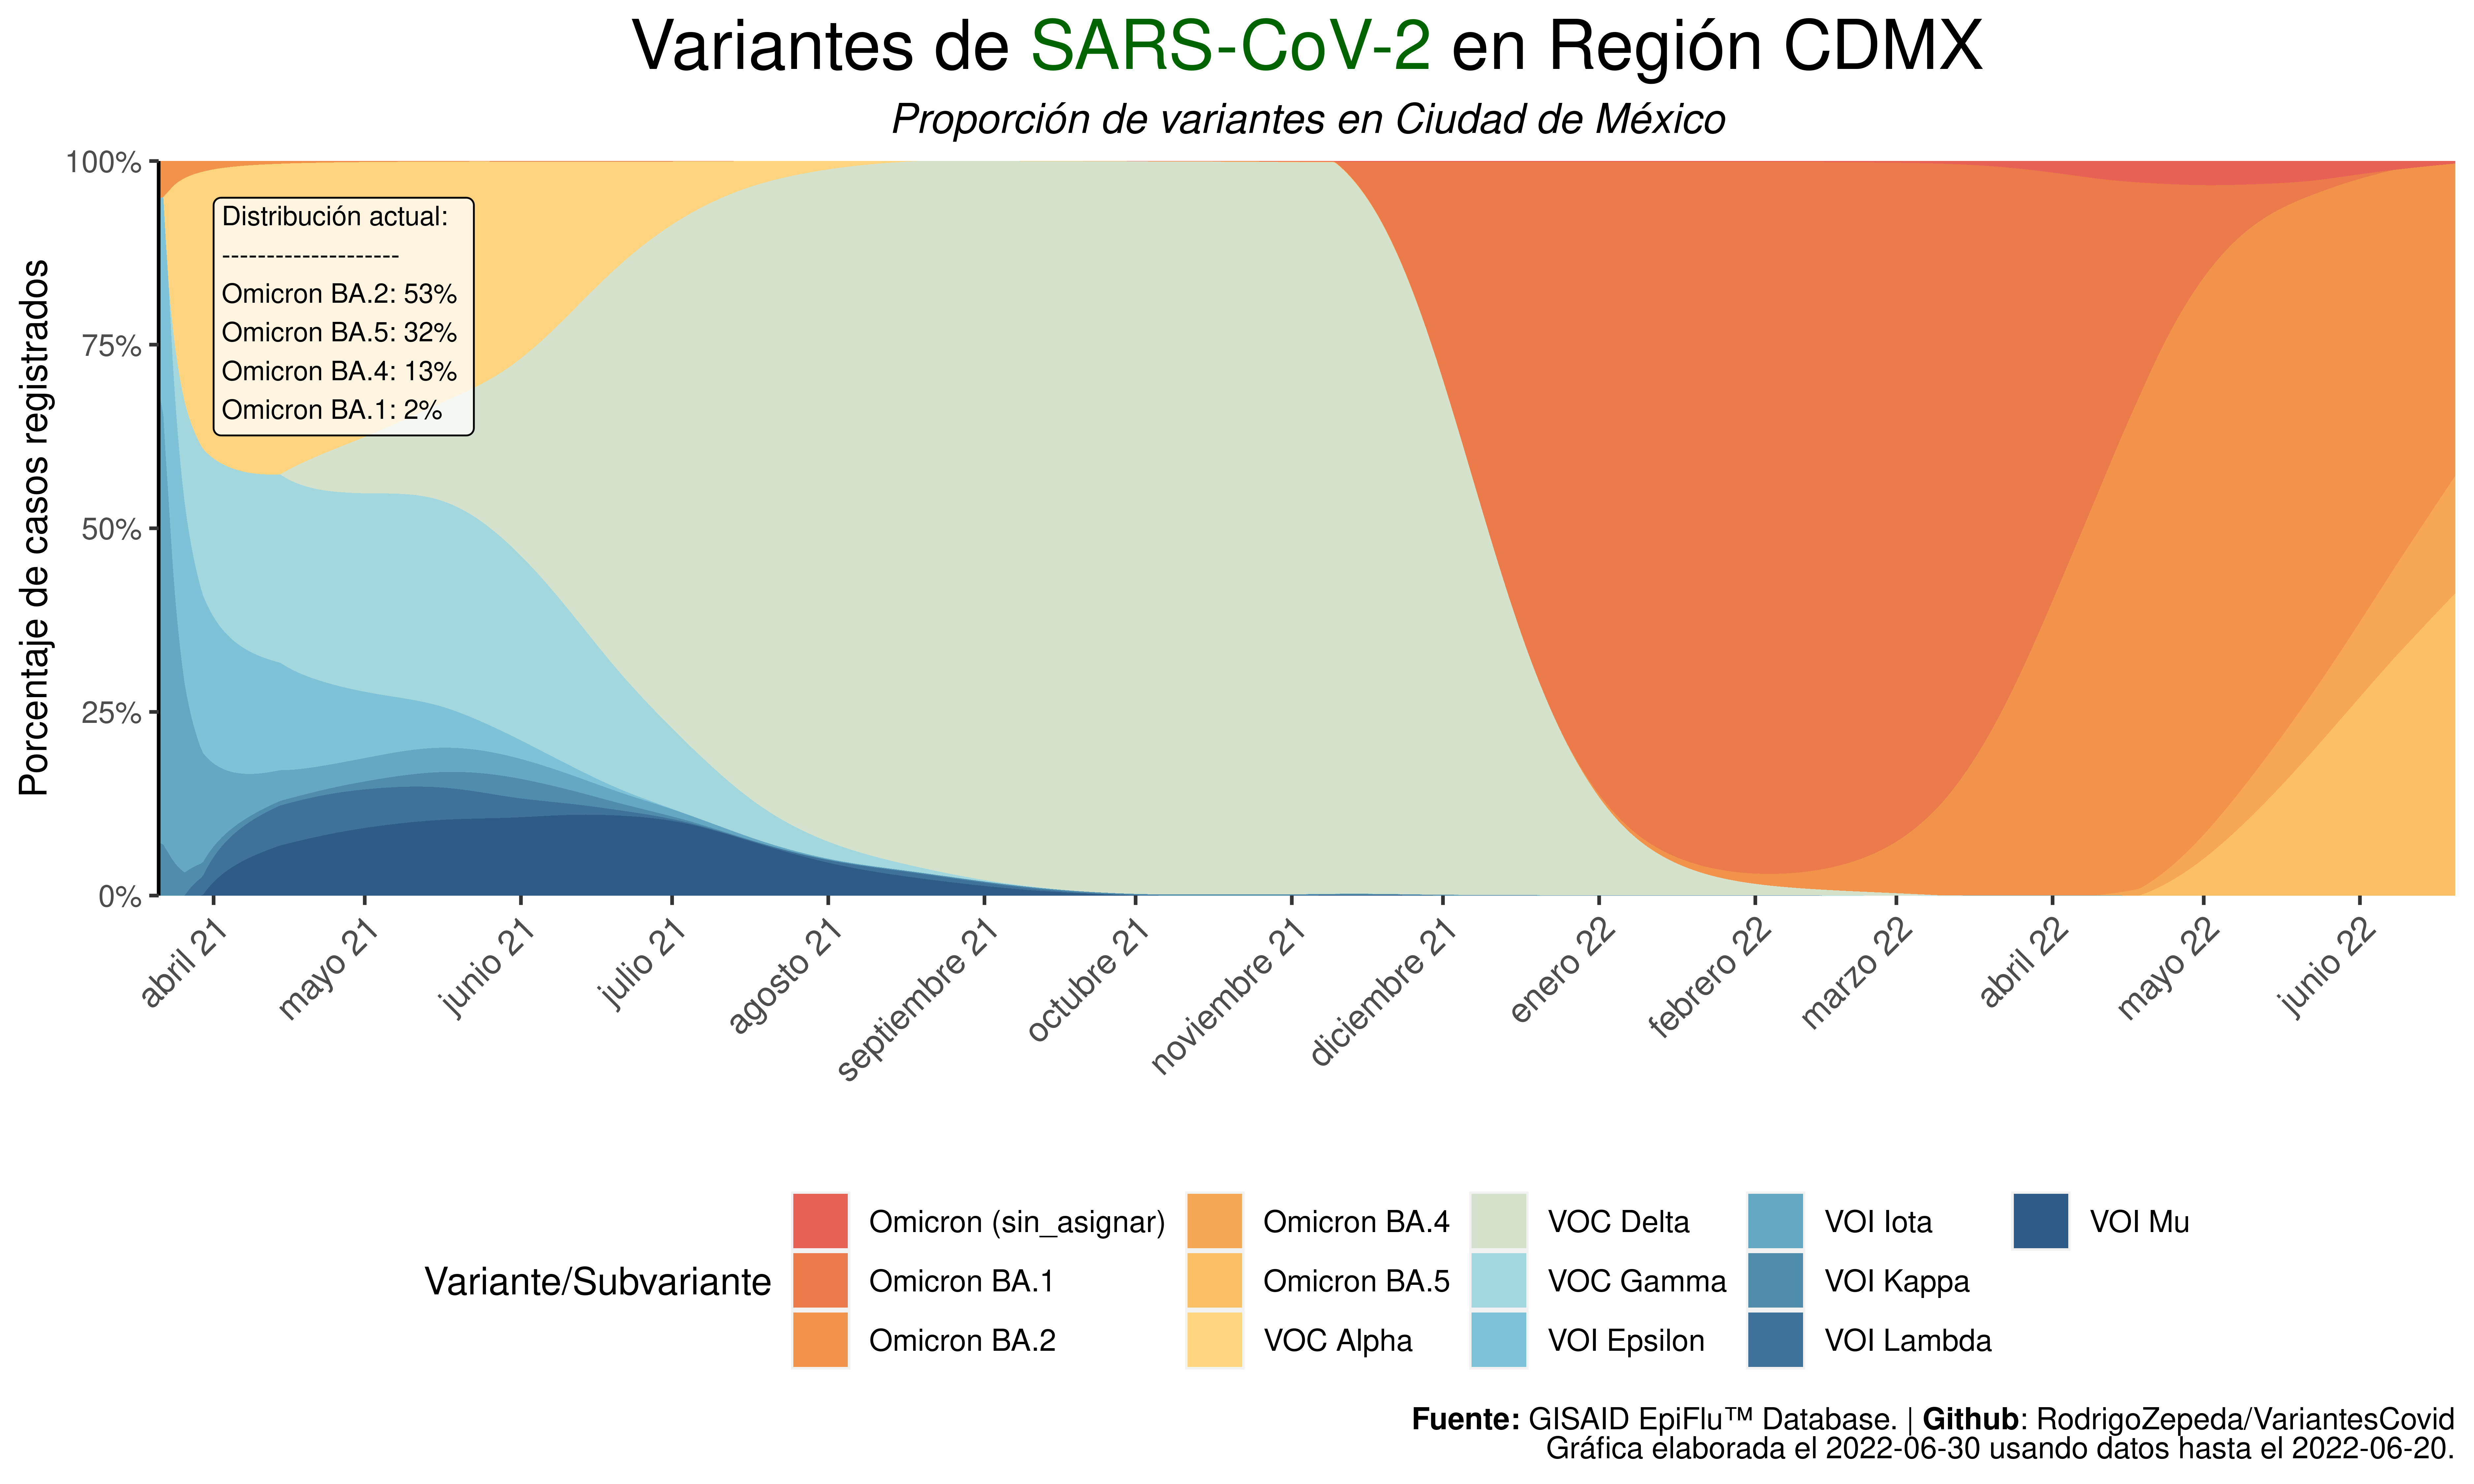 Variantes de SARS-CoV-2 en Región CDMX
Proporción de variantes en Ciudad de México
Porcentaje de casos registrados
100%
75%
50%
25%
0%
Distribución actual:
--------------------
Omicron BA.2: 53%
Omicron BA.5: 32%
Omicron BA.4: 13%
Omicron BA.1: 2%
abril 21
mayo 21
junio 21
julio 21
agosto 21
septiembre 21
octubre 21
noviembre 21
diciembre 21
enero 22
febrero 22
marzo 22
abril 22
mayo 22
junio 22
Variante/Subvariante
Omicron (sin_asignar)
Omicron BA.1
Omicron BA.2
Omicron BA.4
Omicron BA.5
VOC Alpha
VOC Delta
VOC Gamma
VOI Epsilon
VOI Iota
VOI Kappa
VOI Lambda
VOI Mu
Fuente: GISAID EpiFlu™ Database. | Github: RodrigoZepeda/VariantesCovid
Gráfica elaborada el 2022-06-30 usando datos hasta el 2022-06-20.